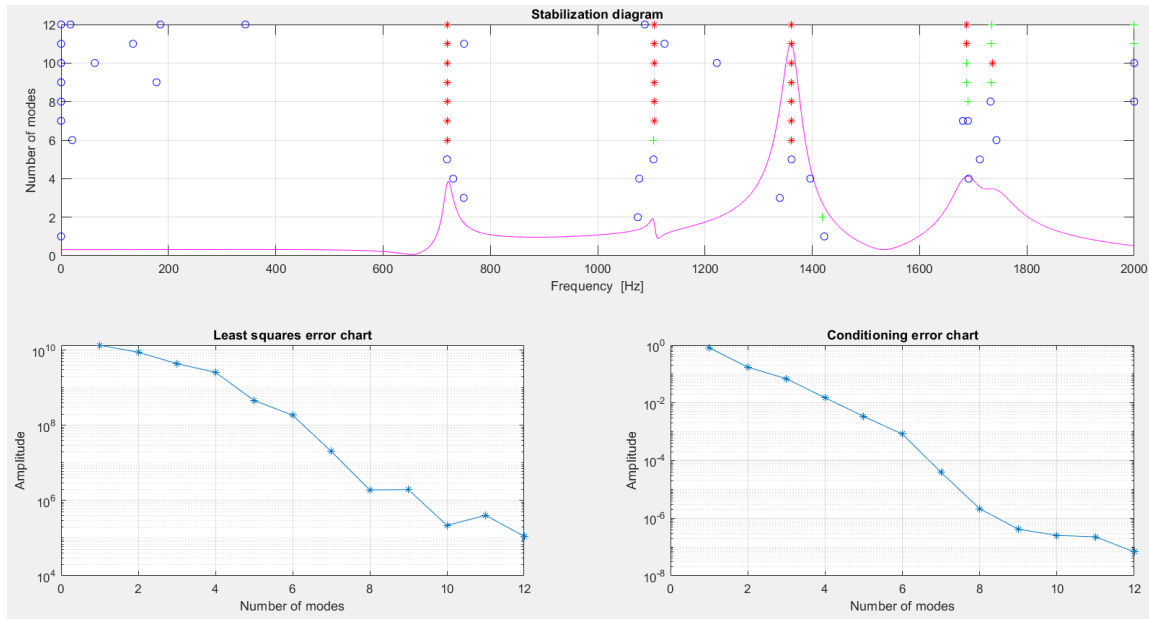 Stabilization diagram
12
10
8
6
4
2
0
Number of modes
0 200 400 600 800 1000 1200 1400 1600 1800 2000
Frequency [Hz]
Least squares error chart
10^10
10^8
10^6
10^4
Amplitude
0 2 4 6 8 10 12
Number of modes
Conditioning error chart
10^0
10^-2
10^-4
10^-6
10^-8
Amplitude
0 2 4 6 8 10 12
Number of modes